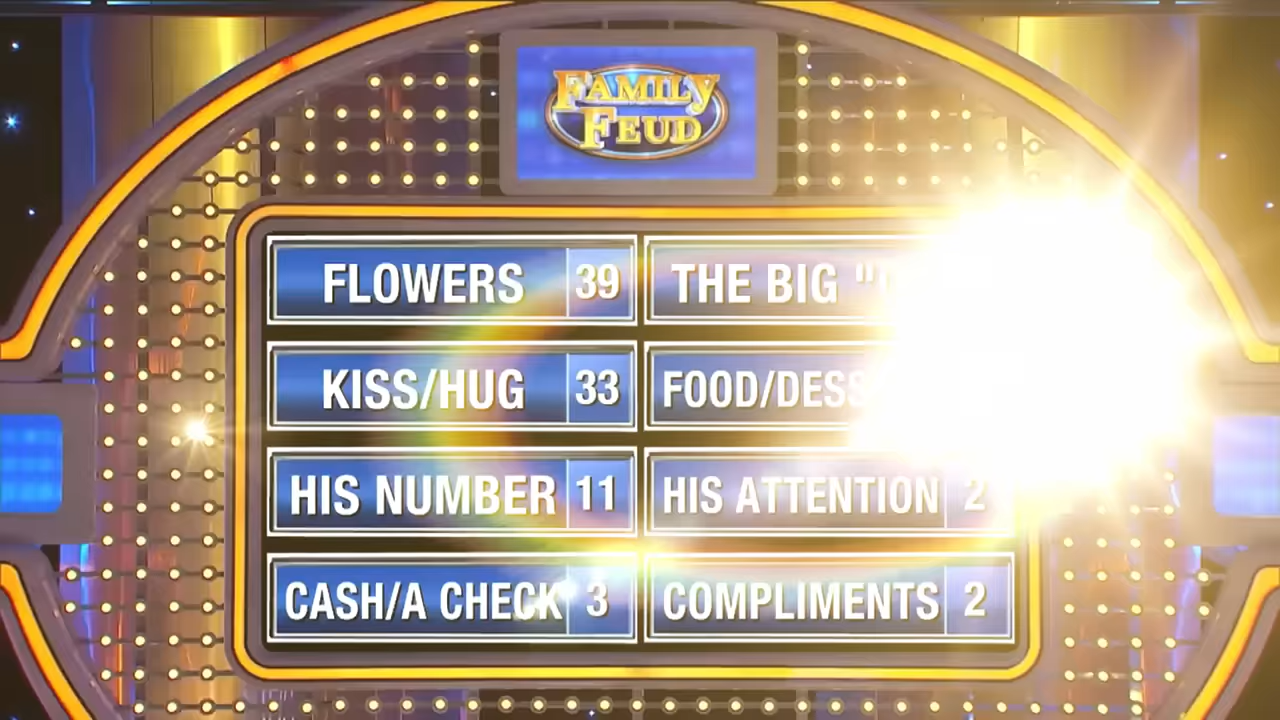 FAMILY
FEUD
FLOWERS 39
KISS/HUG 33
HIS NUMBER 11
CASH/A CHECK 3
THE BIG
HIS ATTENTION 2
COMPLIMENTS 2